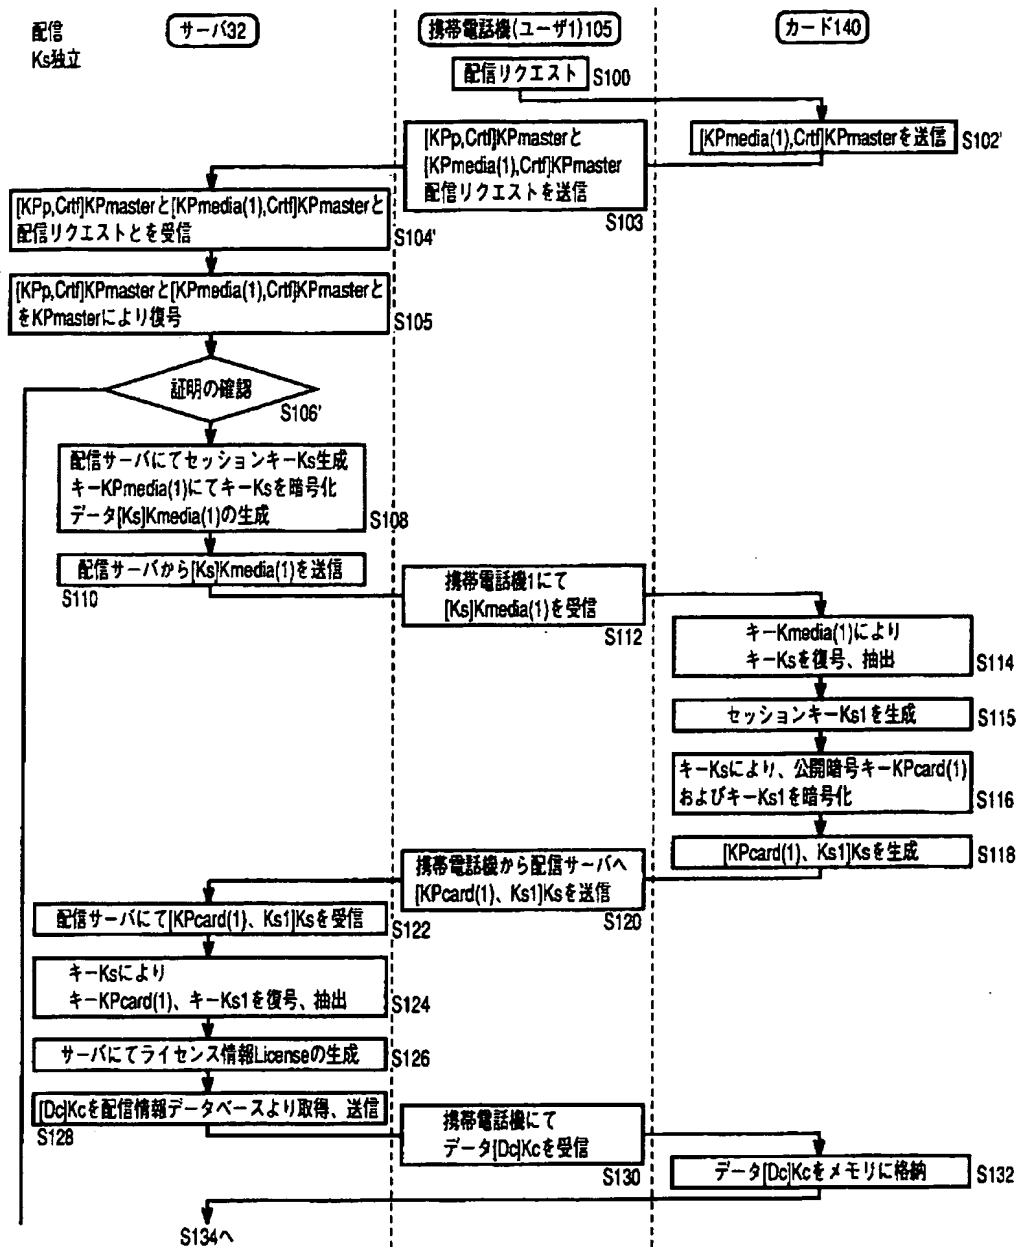 配信
Ks独立
サーバ32
携帯電話機(ユーザ1)105
カード140
配信リクエスト
S100
[KPmedia(1),Crtf]KPmasterを送信
S102'
[KPp,Crtf]KPmasterと
[KPmedia(1),Crtf]KPmaster
配信リクエストを送信
S103
[KPp,Crtf]KPmasterと[KPmedia(1),Crtf]KPmasterと
配信リクエストとを受信
S104'
[KPp,Crtf]KPmasterと[KPmedia(1),Crtf]KPmasterと
をKPmasterにより復号
S105
証明の確認
S106'
配信サーバにてセッションキーKs生成
キーKPmedia(1)にてキーKsを暗号化
データ[Ks]Kmedia(1)の生成
S108
配信サーバから[Ks]Kmedia(1)を送信
S110
携帯電話機1にて
[Ks]Kmedia(1)を受信
S112
キーKmedia(1)により
キーKsを復号、抽出
S114
セッションキーKs1を生成
S115
キーKsにより、公開暗号キーKPcard(1)
およびキーKs1を暗号化
S116
[KPcard(1)、Ks1]Ksを生成
S118
携帯電話機から配信サーバへ
[KPcard(1)、Ks1]Ksを送信
S120
配信サーバにて[KPcard(1)、Ks1]Ksを受信
S122
キーKsにより
キーKPcard(1)、キーKs1を復号、抽出
S124
サーバにてライセンス情報Licenseの生成
S126
[Dc]Kcを配信情報データベースより取得、送信
S128
携帯電話機にて
データ[Dc]Kcを受信
S130
データ[Dc]Kcをメモリに格納
S132
S134へ